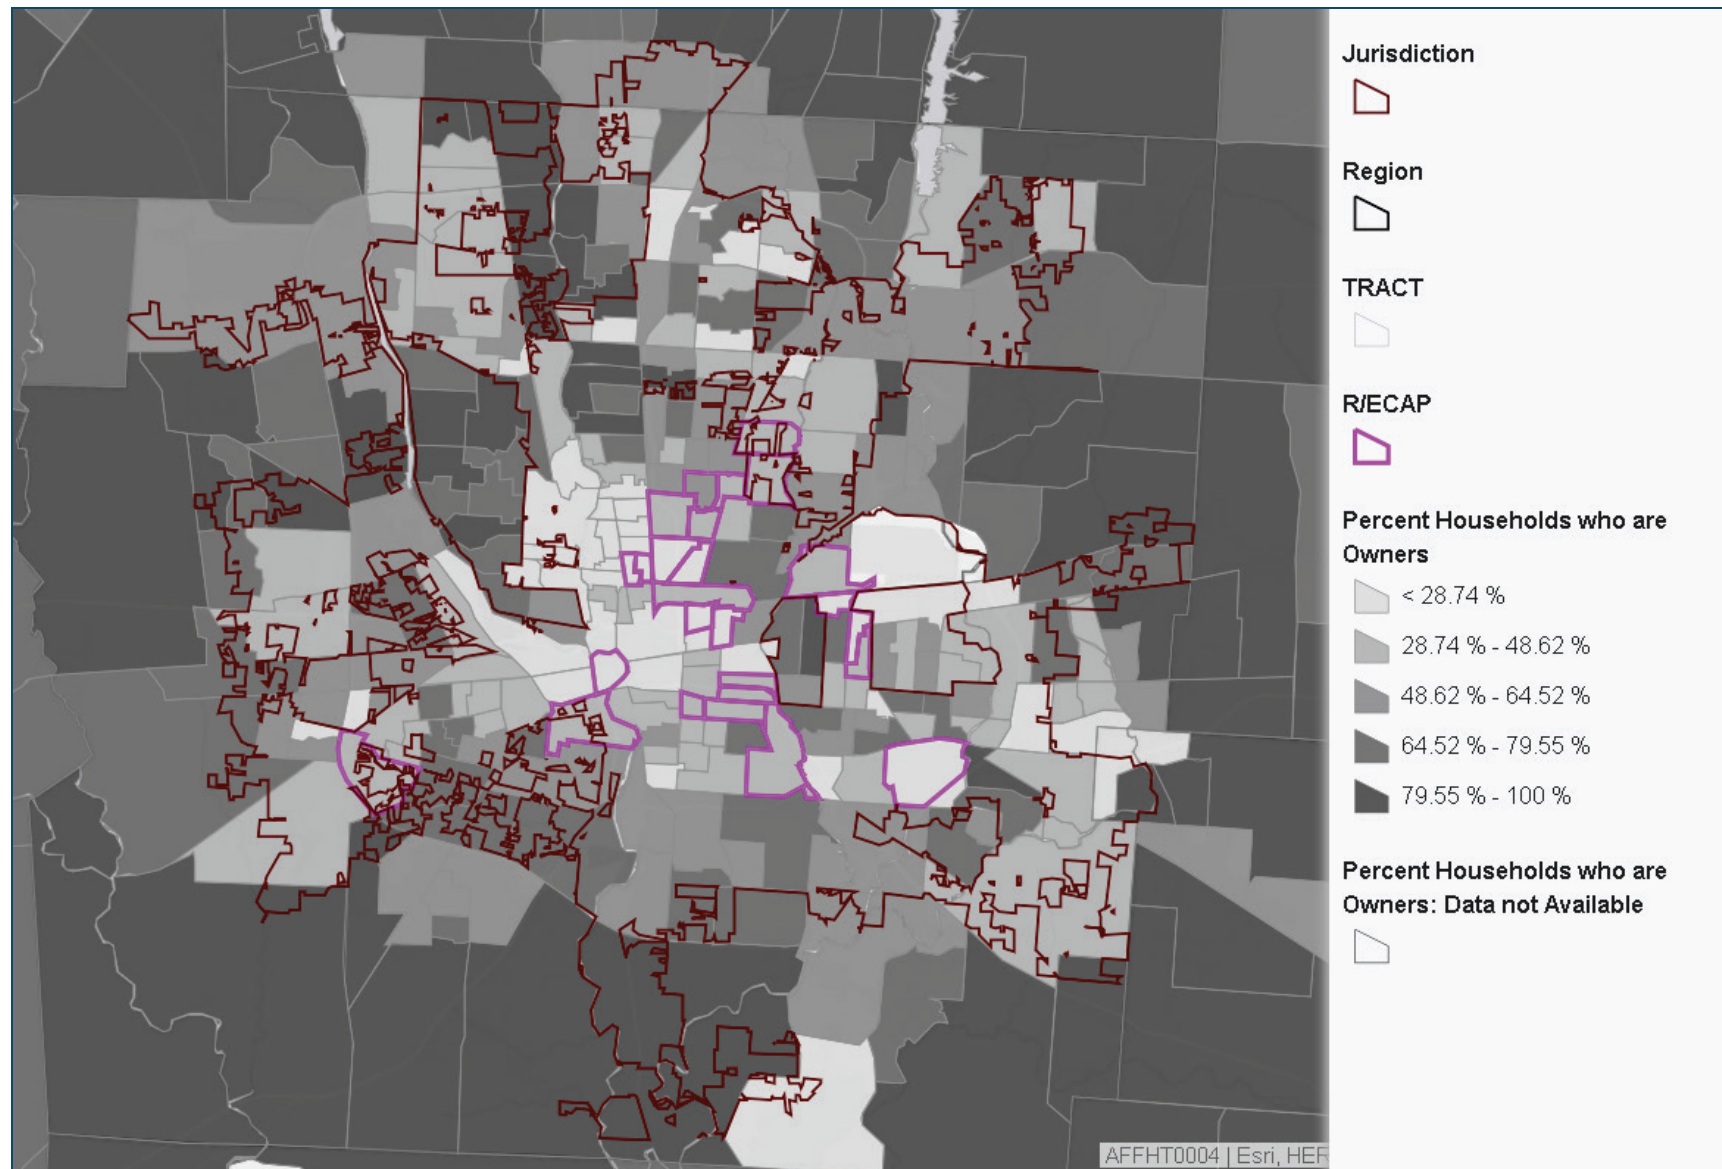 Jurisdiction
Region
TRACT
R/ECAP
Percent Households who are
Owners
< 28.74 %
28.74 % - 48.62 %
48.62 % - 64.52 %
64.52 % - 79.55 %
79.55 % - 100 %
Percent Households who are
Owners: Data not Available
AFFHT0004 | Esri, HER